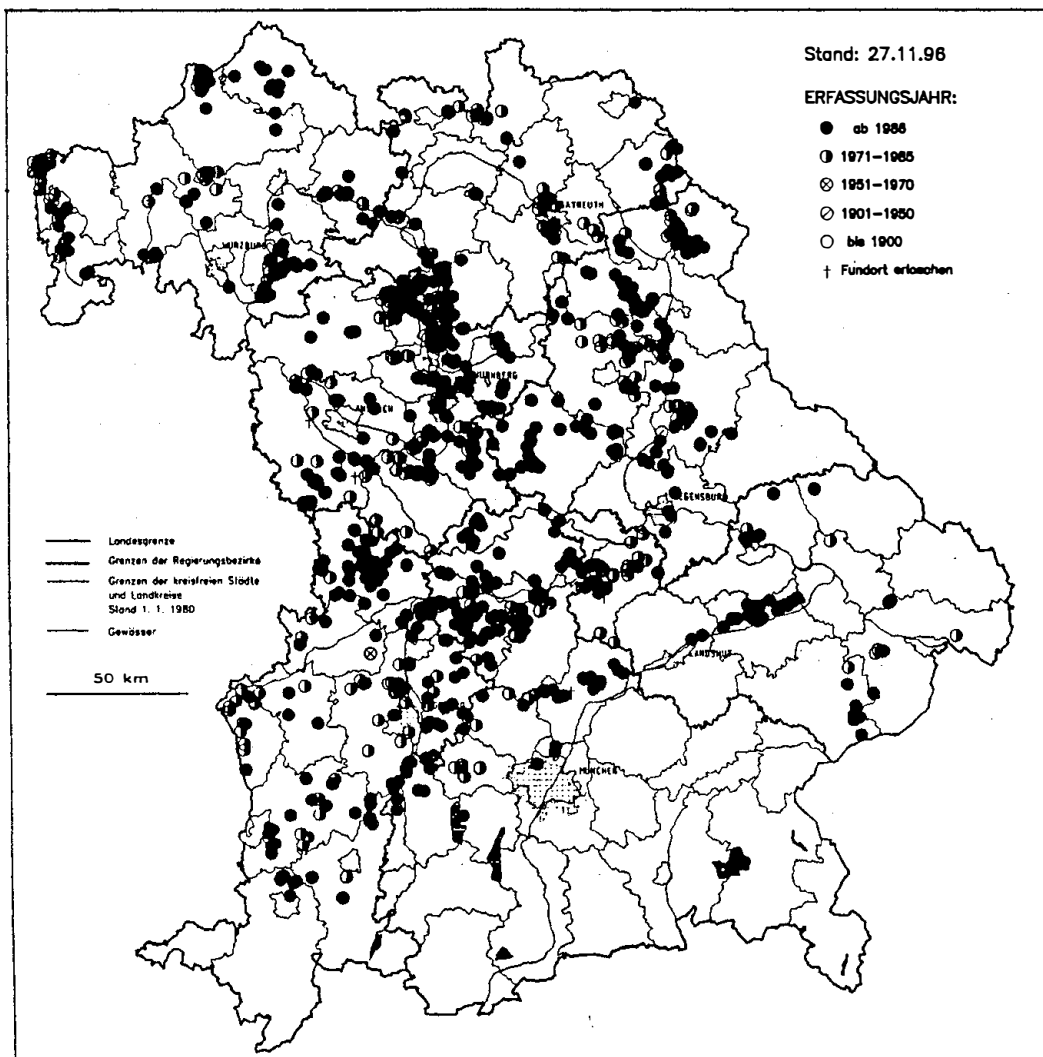 Stand: 27.11.96
ERFASSUNGSJAHR:
ab 1986
1971–1985
1951–1970
1901–1950
bis 1900
† Fundort erloschen
BAYREUTH
WÜRZBURG
NÜRNBERG
REGENSBURG
Landesgrenze
Grenzen der Regierungsbezirke
Grenzen der kreisfreien Städte
und Landkreise
Stand 1. 1. 1980
Gewässer
LANDSHUT
50 km
MÜNCHEN